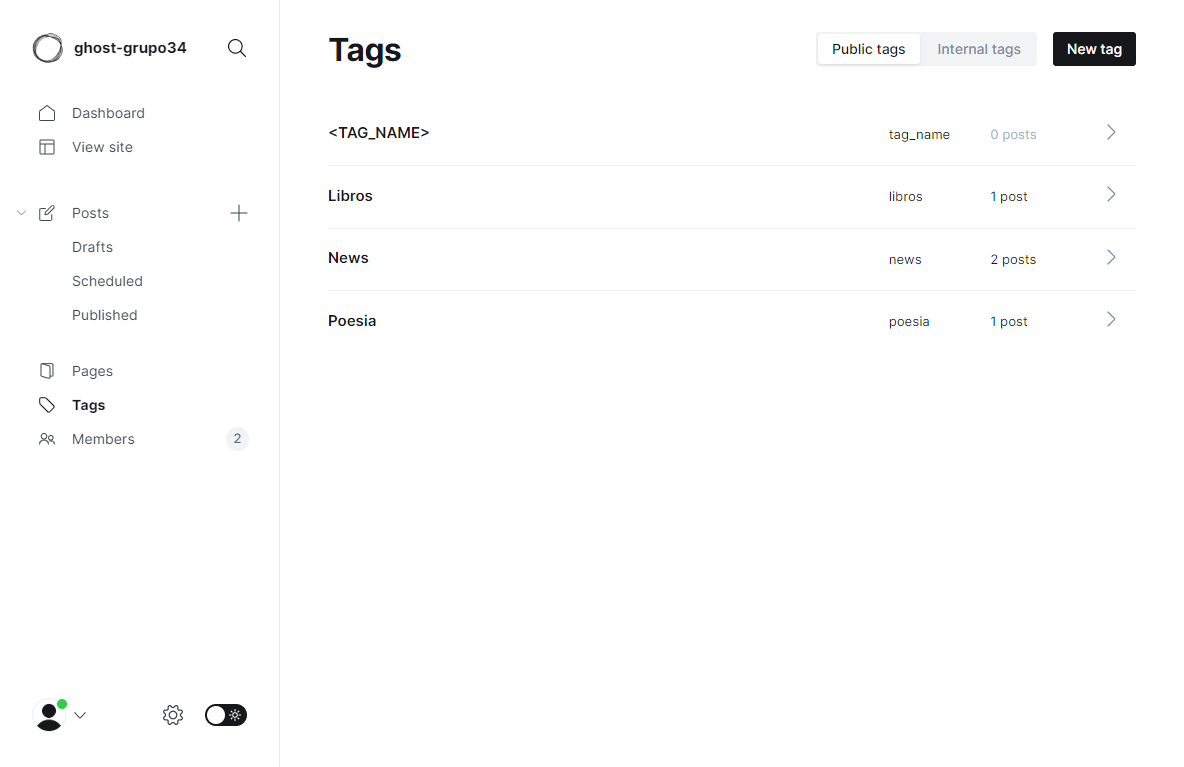 ghost-grupo34
Dashboard
View site
Posts
Drafts
Scheduled
Published
Pages
Tags
Members 2
Tags
Public tags Internal tags New tag
<TAG_NAME> tag_name 0 posts
Libros libros 1 post
News news 2 posts
Poesia poesia 1 post